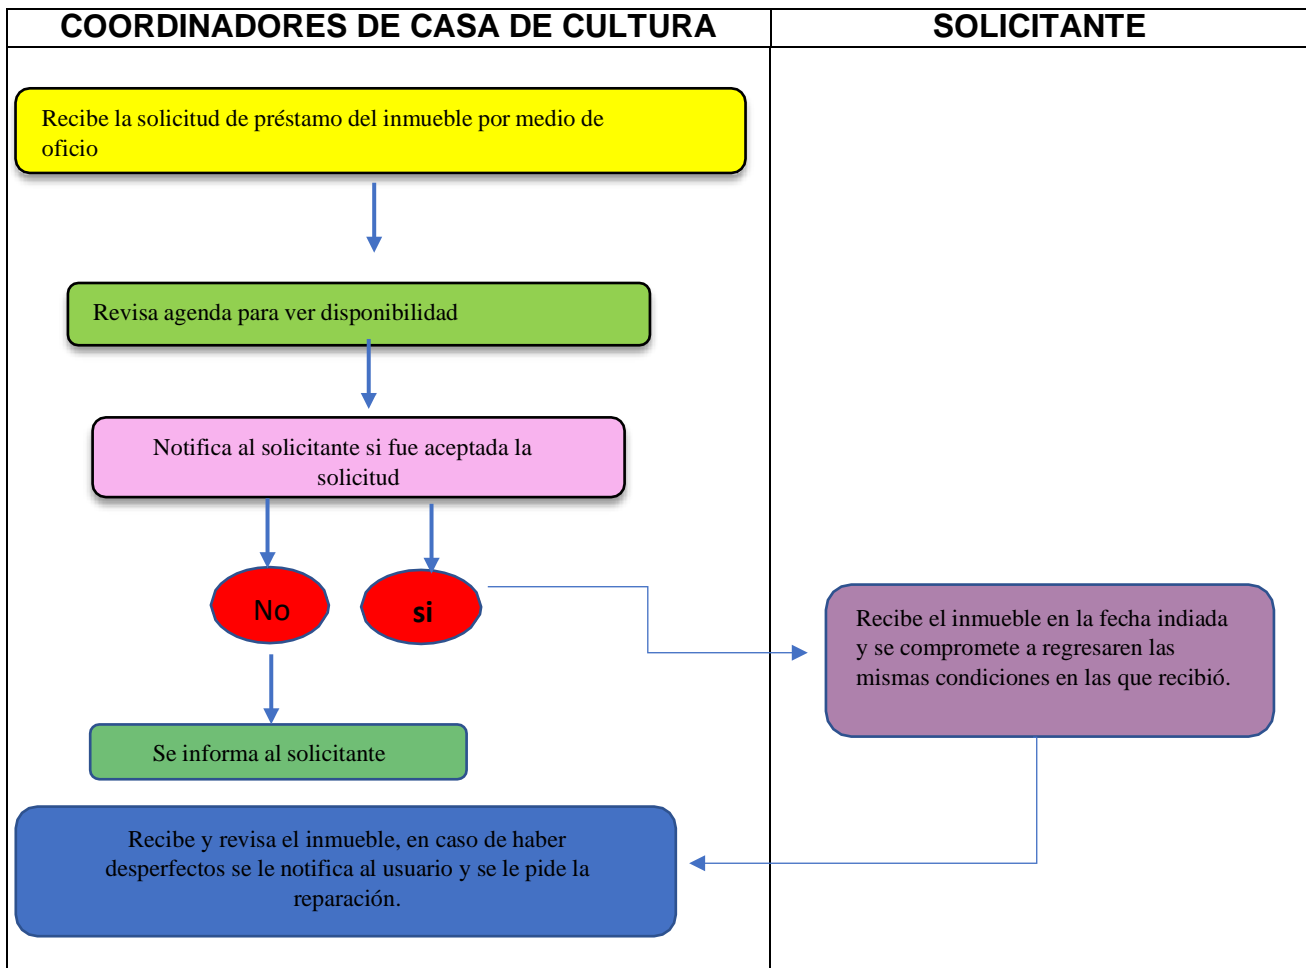 COORDINADORES DE CASA DE CULTURA
SOLICITANTE
Recibe la solicitud de préstamo del inmueble por medio de
oficio
Revisa agenda para ver disponibilidad
Notifica al solicitante si fue aceptada la
solicitud
No
si
Recibe el inmueble en la fecha indiada
y se compromete a regresaren las
mismas condiciones en las que recibió.
Se informa al solicitante
Recibe y revisa el inmueble, en caso de haber
desperfectos se le notifica al usuario y se le pide la
reparación.